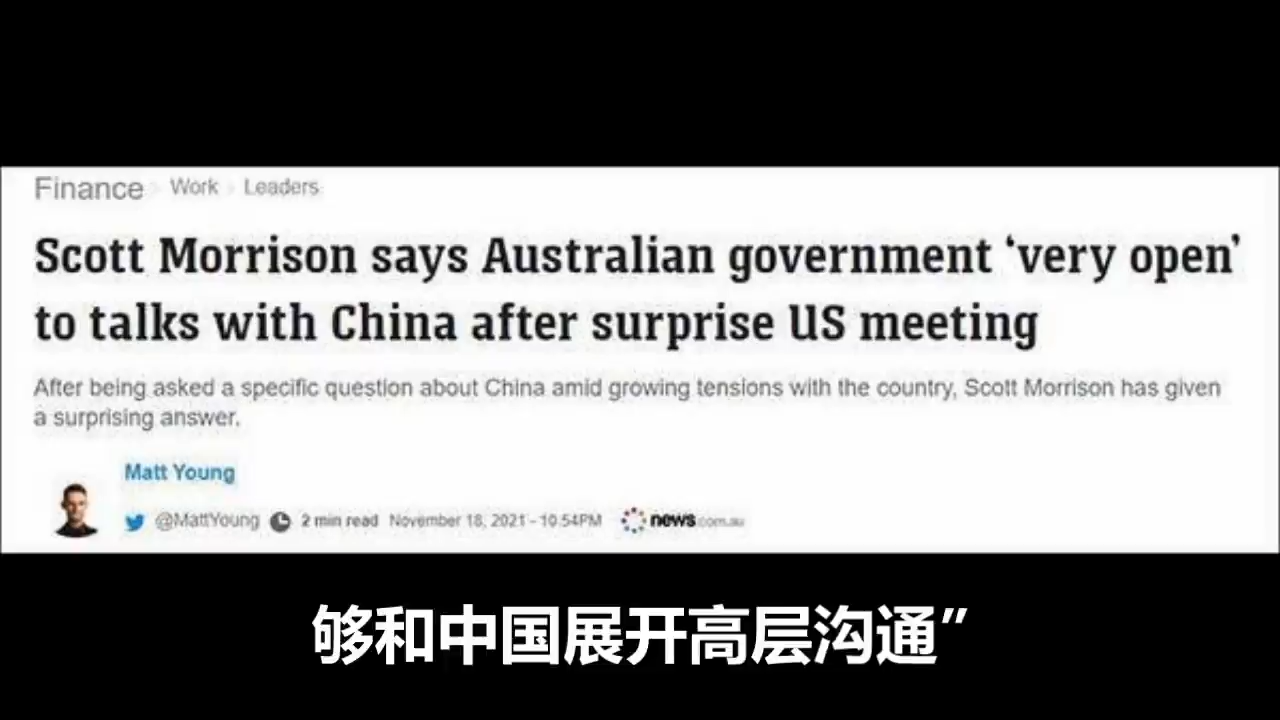 Finance Work Leaders
Scott Morrison says Australian government ‘very open’
to talks with China after surprise US meeting
After being asked a specific question about China amid growing tensions with the country, Scott Morrison has given
a surprising answer.
Matt Young
@MattYoung 2 min read November 18, 2021 - 10:54PM news.com.au
够和中国展开高层沟通”